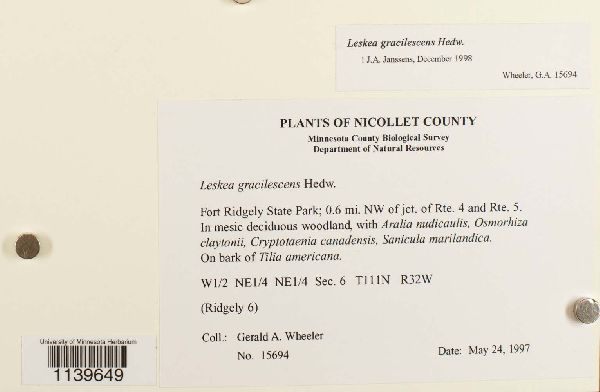 Leskea gracilescens Hedw.
! J.A. Janssens, December 1998
Wheeler, G.A. 15694
PLANTS OF NICOLLET COUNTY
Minnesota County Biological Survey
Department of Natural Resources
Leskea gracilescens Hedw.
Fort Ridgely State Park; 0.6 mi. NW of jct. of Rte. 4 and Rte. 5.
In mesic deciduous woodland, with Aralia nudicaulis, Osmorhiza
claytonii, Cryptotaenia canadensis, Sanicula marilandica.
On bark of Tilia americana.
W1/2 NE1/4 NE1/4 Sec. 6 T111N R32W
(Ridgely 6)
Coll.: Gerald A. Wheeler
No. 15694
Date: May 24, 1997
University of Minnesota Herbarium
1139649